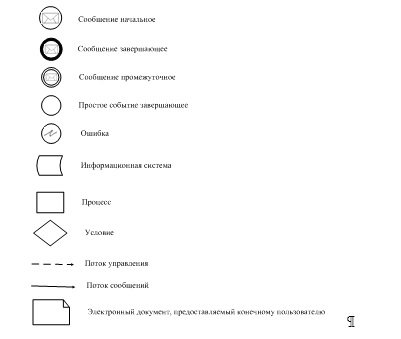 Сообщение начальное
Сообщение завершающее
Сообщение промежуточное
Простое событие завершающее
Ошибка
Информационная система
Процесс
Условие
Поток управления
Поток сообщений
Электронный документ, предоставляемый конечному пользователю
¶